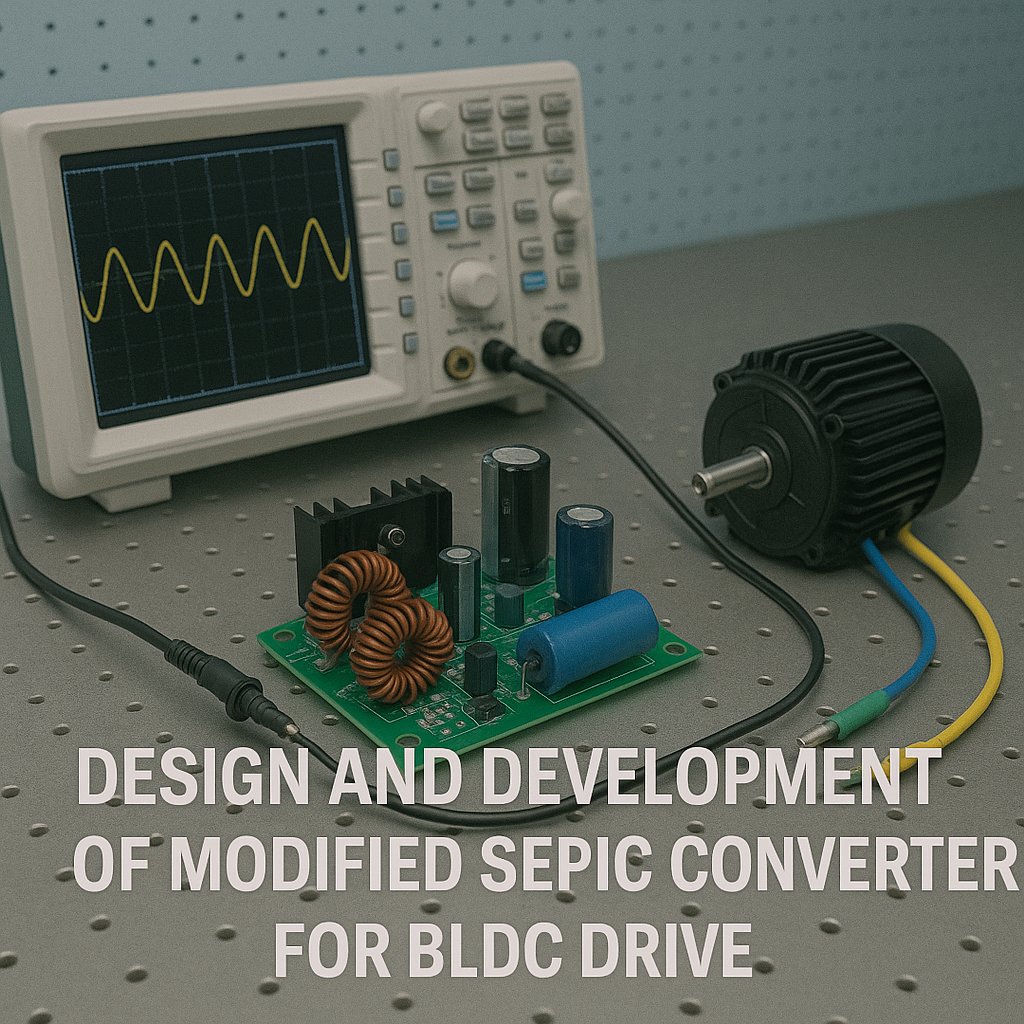 DESIGN AND DEVELOPMENT
OF MODIFIED SEPIC CONVERTER
FOR BLDC DRIVE